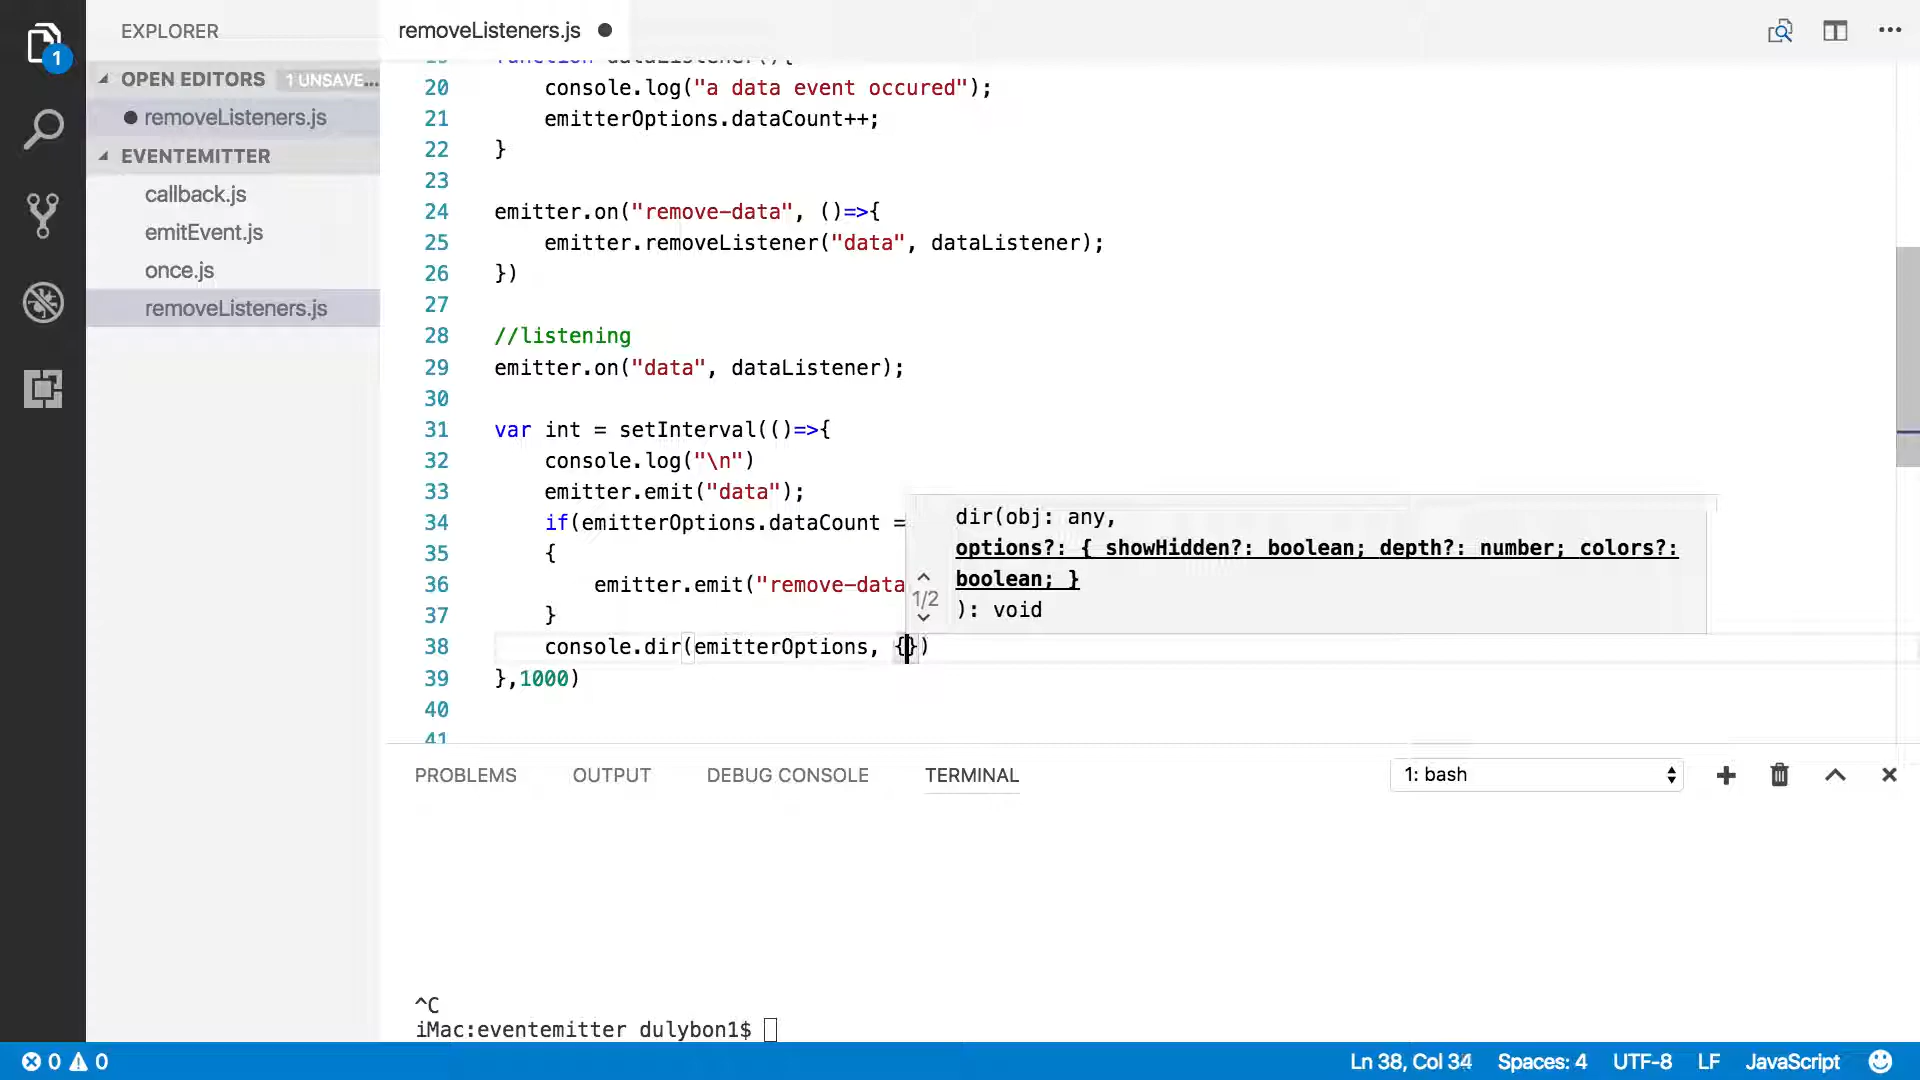 EXPLORER
removeListeners.js
1
OPEN EDITORS
1 UNSAVE...
removeListeners.js
EVENTEMITTER
callback.js
emitEvent.js
once.js
removeListeners.js
20 console.log("a data event occured");
21 emitterOptions.dataCount++;
22 }
23
24 emitter.on("remove-data", ()=>{
25 emitter.removeListener("data", dataListener);
26 })
27
28 //listening
29 emitter.on("data", dataListener);
30
31 var int = setInterval(()=>{
32 console.log("\n")
33 emitter.emit("data");
34 if(emitterOptions.dataCount =
35 {
36 emitter.emit("remove-data
37 }
38 console.dir(emitterOptions, {})
39 },1000)
40
41
dir(obj: any,
options?: { showHidden?: boolean; depth?: number; colors?:
boolean; }
1/2
): void
PROBLEMS OUTPUT DEBUG CONSOLE TERMINAL
1: bash
^C
iMac:eventemitter dulybon1$
0 0
Ln 38, Col 34 Spaces: 4 UTF-8 LF JavaScript